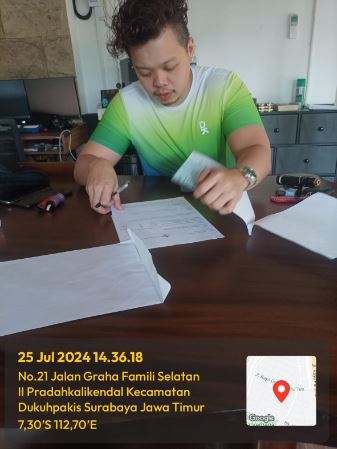 25 Jul 2024 14.36.18
No.21 Jalan Graha Famili Selatan
II Pradahkalikendal Kecamatan
Dukuhpakis Surabaya Jawa Timur
7,30'S 112,70'E
Google